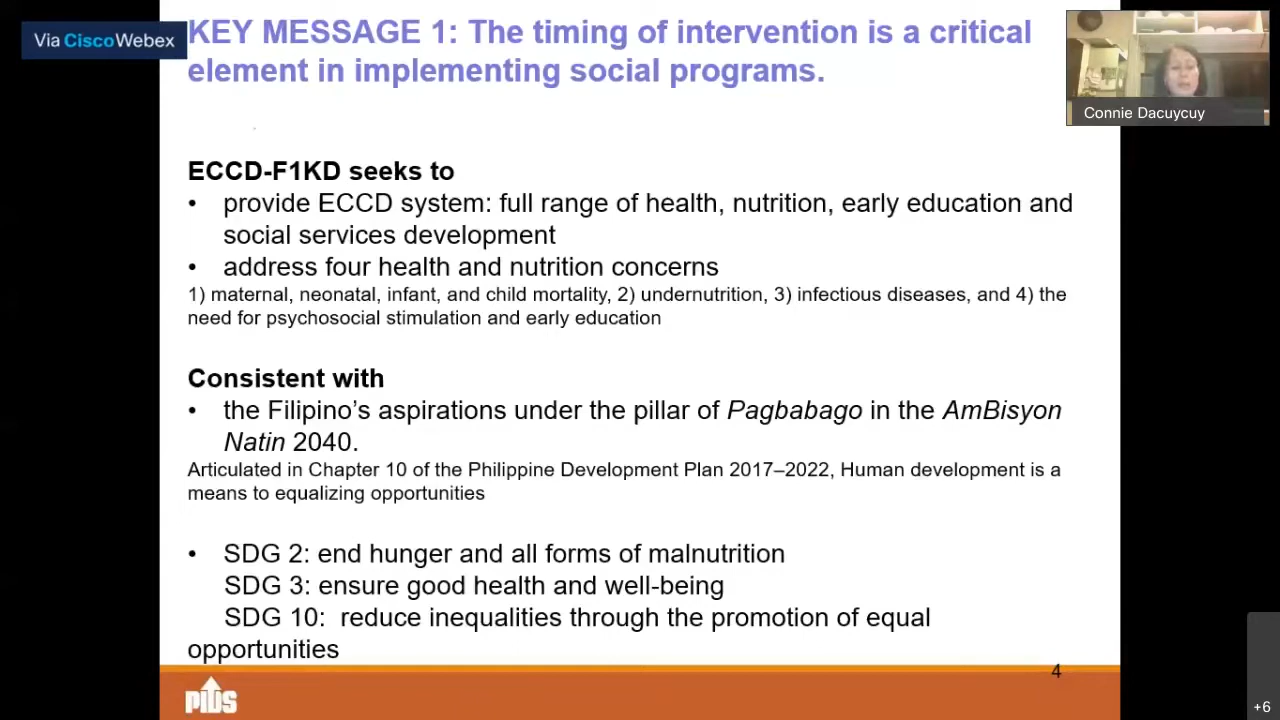 Via Cisco Webex
KEY MESSAGE 1: The timing of intervention is a critical
element in implementing social programs.
Connie Dacuycuy
ECCD-F1KD seeks to
• provide ECCD system: full range of health, nutrition, early education and
social services development
• address four health and nutrition concerns
1) maternal, neonatal, infant, and child mortality, 2) undernutrition, 3) infectious diseases, and 4) the
need for psychosocial stimulation and early education
Consistent with
• the Filipino’s aspirations under the pillar of Pagbabago in the AmBisyon
Natin 2040.
Articulated in Chapter 10 of the Philippine Development Plan 2017–2022, Human development is a
means to equalizing opportunities
• SDG 2: end hunger and all forms of malnutrition
SDG 3: ensure good health and well-being
SDG 10: reduce inequalities through the promotion of equal
opportunities
4
PIDS
+6